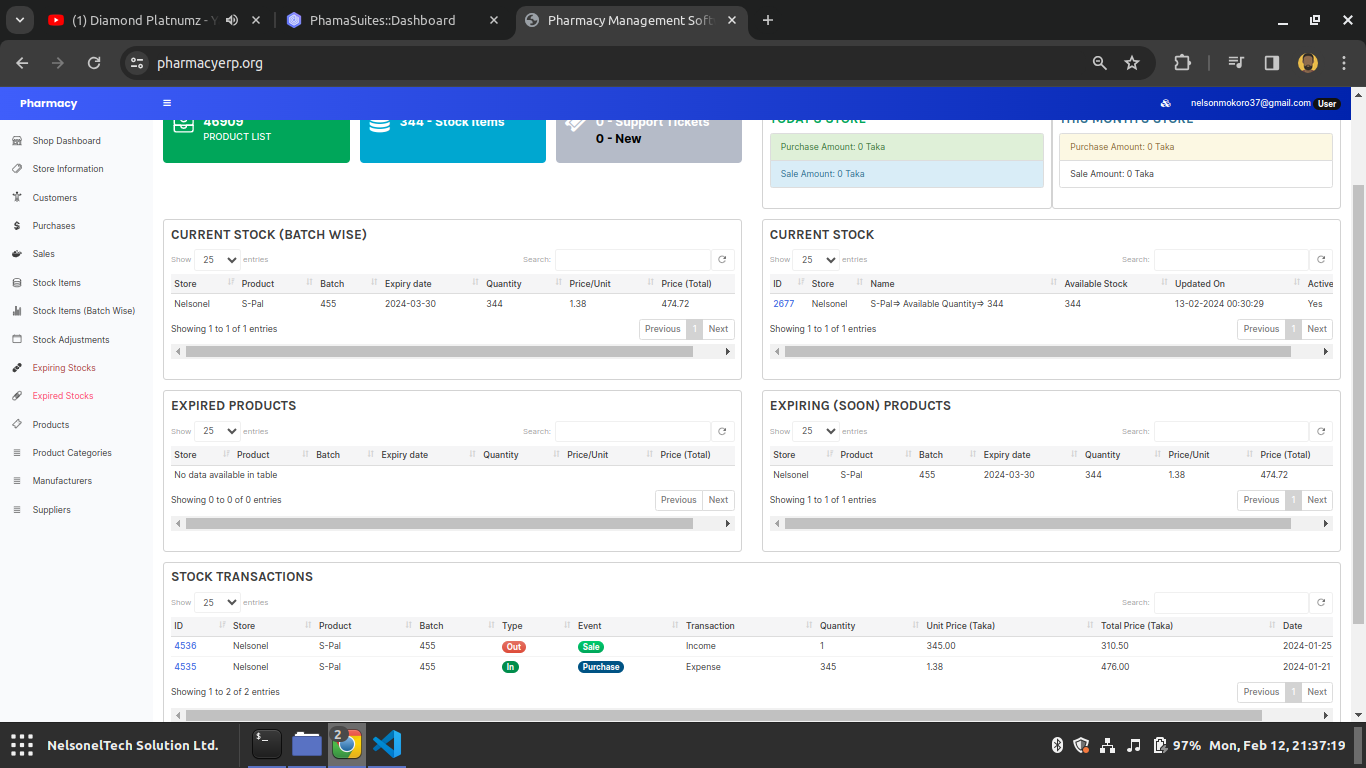 (1) Diamond Platnumz - Y
PhamaSuites::Dashboard
Pharmacy Management Soft
pharmacyerp.org
Pharmacy
nelsonmokoro37@gmail.com User
Shop Dashboard
Store Information
Customers
Purchases
Sales
Stock Items
Stock Items (Batch Wise)
Stock Adjustments
Expiring Stocks
Expired Stocks
Products
Product Categories
Manufacturers
Suppliers
46909
PRODUCT LIST
344 - Stock Items
0 - Support Tickets
0 - New
TODAY'S STORE
Purchase Amount: 0 Taka
Sale Amount: 0 Taka
THIS MONTH'S STORE
Purchase Amount: 0 Taka
Sale Amount: 0 Taka
CURRENT STOCK (BATCH WISE)
Show 25 entries Search:
Store Product Batch Expiry date Quantity Price/Unit Price (Total)
Nelsonel S-Pal 455 2024-03-30 344 1.38 474.72
Showing 1 to 1 of 1 entries Previous 1 Next
CURRENT STOCK
Show 25 entries Search:
ID Store Name Available Stock Updated On Active
2677 Nelsonel S-Pal=> Available Quantity=> 344 344 13-02-2024 00:30:29 Yes
Showing 1 to 1 of 1 entries Previous 1 Next
EXPIRED PRODUCTS
Show 25 entries Search:
Store Product Batch Expiry date Quantity Price/Unit Price (Total)
No data available in table
Showing 0 to 0 of 0 entries Previous Next
EXPIRING (SOON) PRODUCTS
Show 25 entries Search:
Store Product Batch Expiry date Quantity Price/Unit Price (Total)
Nelsonel S-Pal 455 2024-03-30 344 1.38 474.72
Showing 1 to 1 of 1 entries Previous 1 Next
STOCK TRANSACTIONS
Show 25 entries Search:
ID Store Product Batch Type Event Transaction Quantity Unit Price (Taka) Total Price (Taka) Date
4536 Nelsonel S-Pal 455 Out Sale Income 1 345.00 310.50 2024-01-25
4535 Nelsonel S-Pal 455 In Purchase Expense 345 1.38 476.00 2024-01-21
Showing 1 to 2 of 2 entries Previous 1 Next
NelsonelTech Solution Ltd. $_ 2 97% Mon, Feb 12, 21:37:19